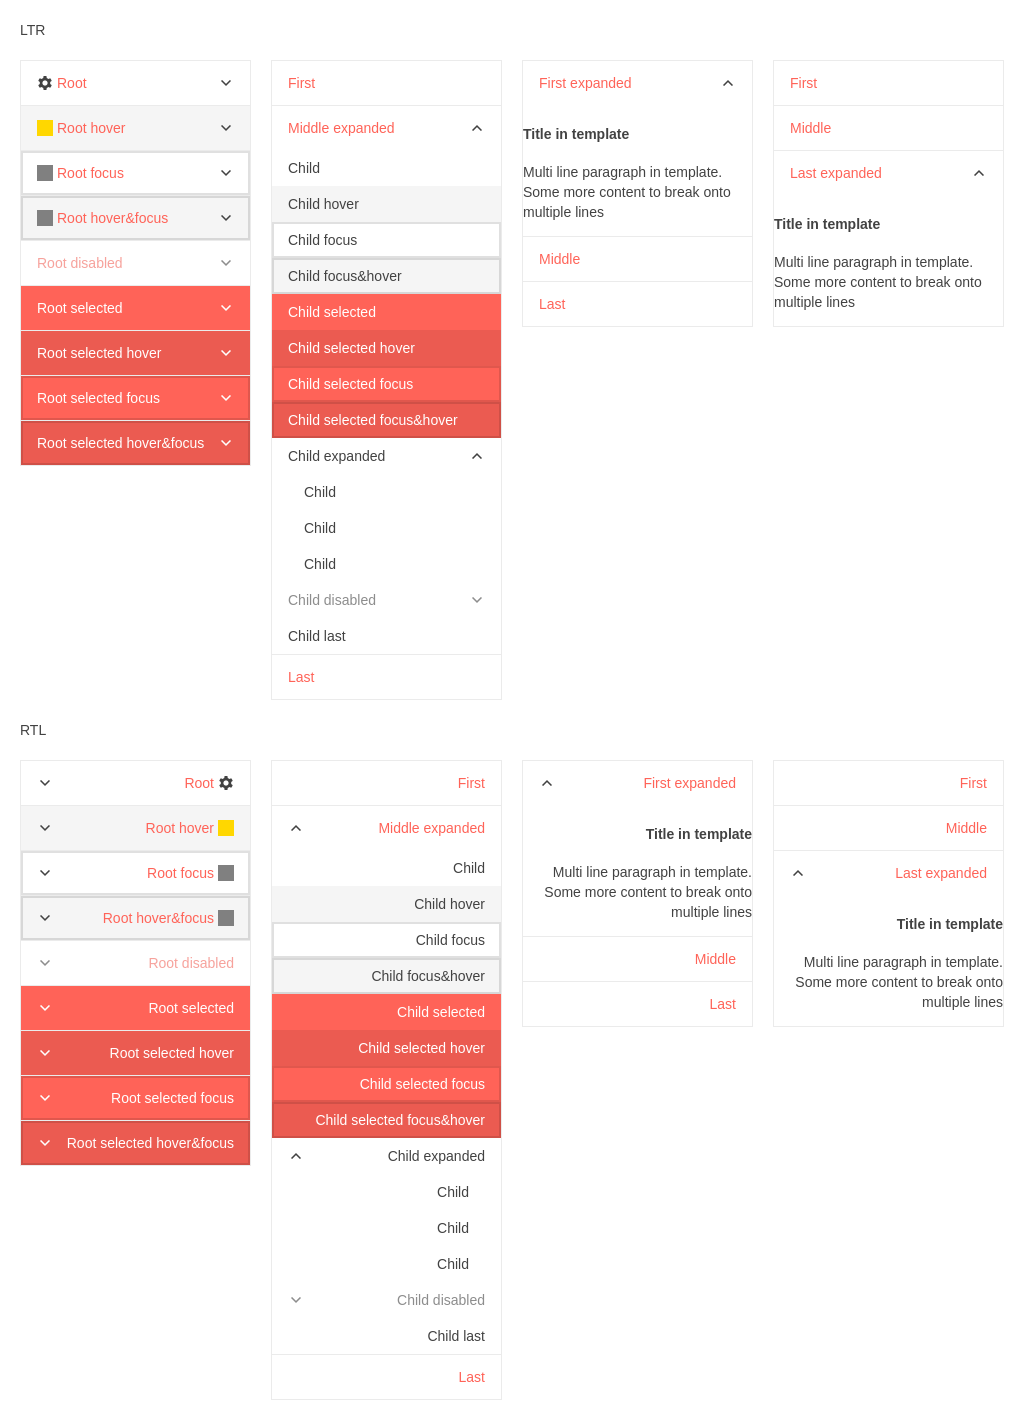 LTR
Root
Root hover
Root focus
Root hover&focus
Root disabled
Root selected
Root selected hover
Root selected focus
Root selected hover&focus
First
Middle expanded
Child
Child hover
Child focus
Child focus&hover
Child selected
Child selected hover
Child selected focus
Child selected focus&hover
Child expanded
Child
Child
Child
Child disabled
Child last
Last
First expanded
Title in template
Multi line paragraph in template.
Some more content to break onto
multiple lines
Middle
Last
First
Middle
Last expanded
Title in template
Multi line paragraph in template.
Some more content to break onto
multiple lines
RTL
Root
Root hover
Root focus
Root hover&focus
Root disabled
Root selected
Root selected hover
Root selected focus
Root selected hover&focus
First
Middle expanded
Child
Child hover
Child focus
Child focus&hover
Child selected
Child selected hover
Child selected focus
Child selected focus&hover
Child expanded
Child
Child
Child
Child disabled
Child last
Last
First expanded
Title in template
Multi line paragraph in template.
Some more content to break onto
multiple lines
Middle
Last
First
Middle
Last expanded
Title in template
Multi line paragraph in template.
Some more content to break onto
multiple lines